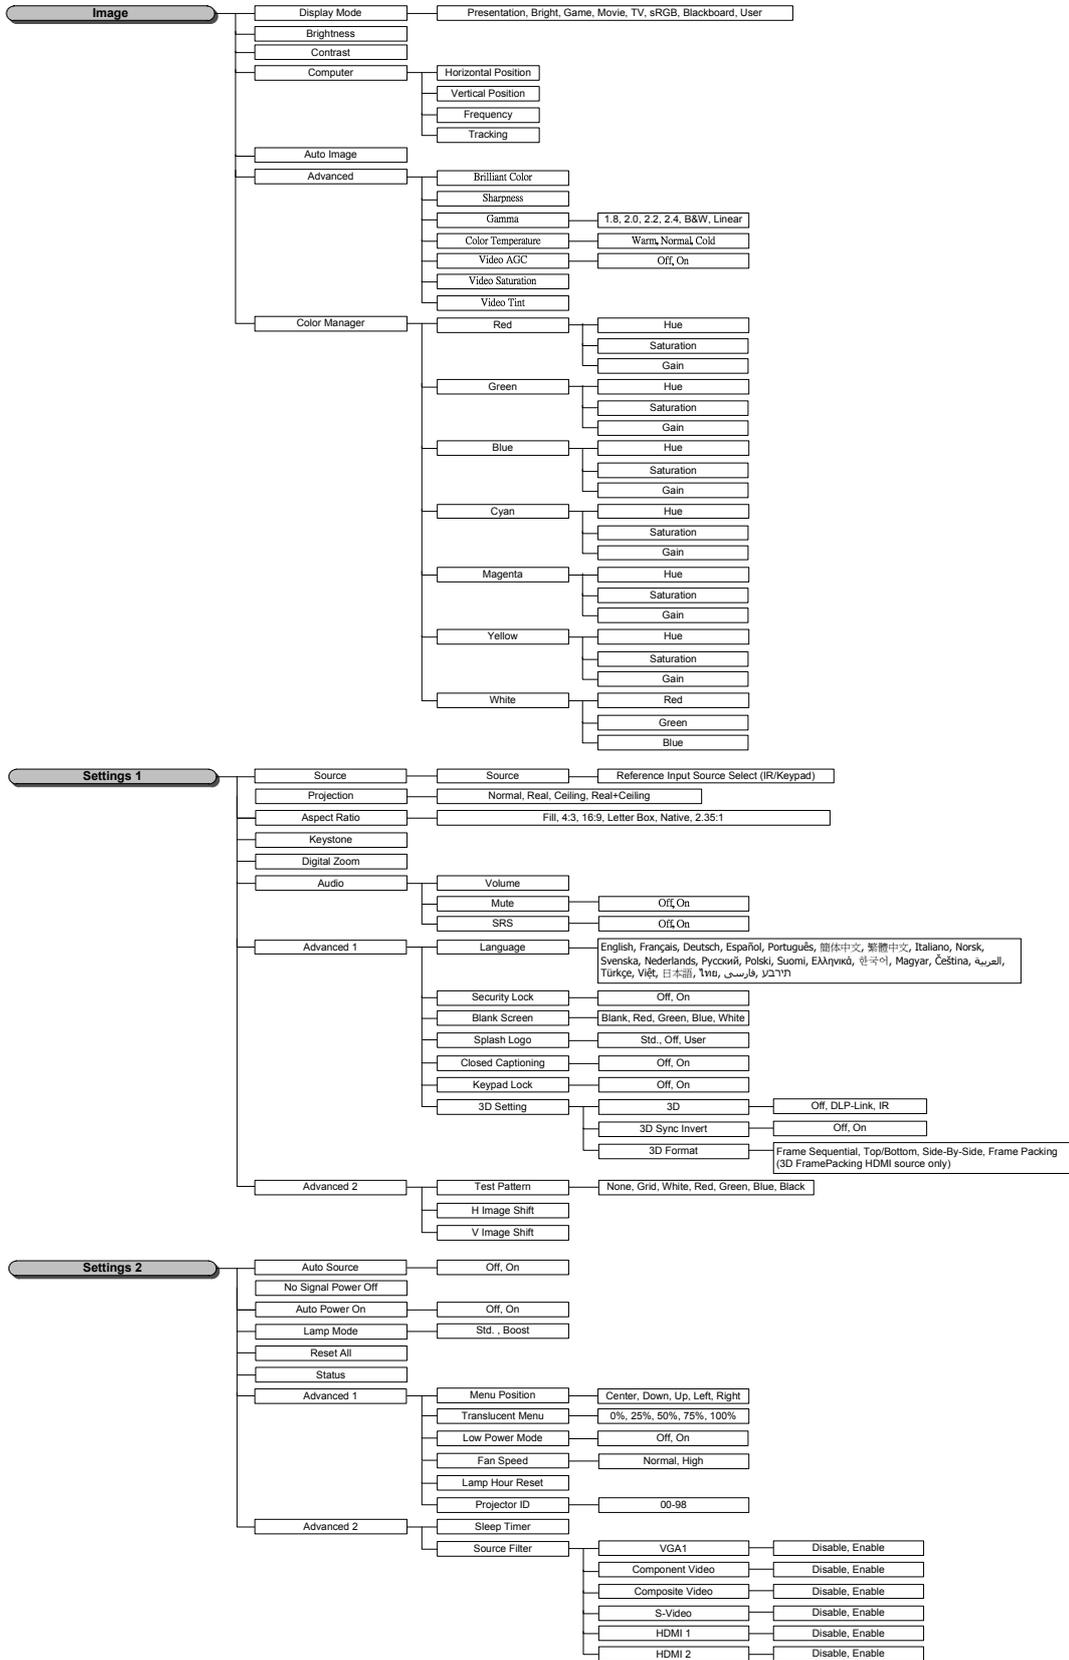 Image
Display Mode
Presentation, Bright, Game, Movie, TV, sRGB, Blackboard, User
Brightness
Contrast
Computer
Horizontal Position
Vertical Position
Frequency
Tracking
Auto Image
Advanced
Brilliant Color
Sharpness
Gamma
1.8, 2.0, 2.2, 2.4, B&W, Linear
Color Temperature
Warm, Normal, Cold
Video AGC
Off, On
Video Saturation
Video Tint
Color Manager
Red
Hue
Saturation
Gain
Green
Hue
Saturation
Gain
Blue
Hue
Saturation
Gain
Cyan
Hue
Saturation
Gain
Magenta
Hue
Saturation
Gain
Yellow
Hue
Saturation
Gain
White
Red
Green
Blue
Settings 1
Source
Source
Reference Input Source Select (IR/Keypad)
Projection
Normal, Real, Ceiling, Real+Ceiling
Aspect Ratio
Fill, 4:3, 16:9, Letter Box, Native, 2.35:1
Keystone
Digital Zoom
Audio
Volume
Mute
Off, On
SRS
Off, On
Advanced 1
Language
English, Français, Deutsch, Español, Português, 簡体中文, 繁體中文, Italiano, Norsk,
Svenska, Nederlands, Русский, Polski, Suomi, Ελληνικά, 한국어, Magyar, Čeština, العربية,
Türkçe, Việt, 日本語, ไทย, فارسی, תירבע
Security Lock
Off, On
Blank Screen
Blank, Red, Green, Blue, White
Splash Logo
Std., Off, User
Closed Captioning
Off, On
Keypad Lock
Off, On
3D Setting
3D
Off, DLP-Link, IR
3D Sync Invert
Off, On
3D Format
Frame Sequential, Top/Bottom, Side-By-Side, Frame Packing
(3D FramePacking HDMI source only)
Advanced 2
Test Pattern
None, Grid, White, Red, Green, Blue, Black
H Image Shift
V Image Shift
Settings 2
Auto Source
Off, On
No Signal Power Off
Auto Power On
Off, On
Lamp Mode
Std. , Boost
Reset All
Status
Advanced 1
Menu Position
Center, Down, Up, Left, Right
Translucent Menu
0%, 25%, 50%, 75%, 100%
Low Power Mode
Off, On
Fan Speed
Normal, High
Lamp Hour Reset
Projector ID
00-98
Advanced 2
Sleep Timer
Source Filter
VGA1
Disable, Enable
Component Video
Disable, Enable
Composite Video
Disable, Enable
S-Video
Disable, Enable
HDMI 1
Disable, Enable
HDMI 2
Disable, Enable